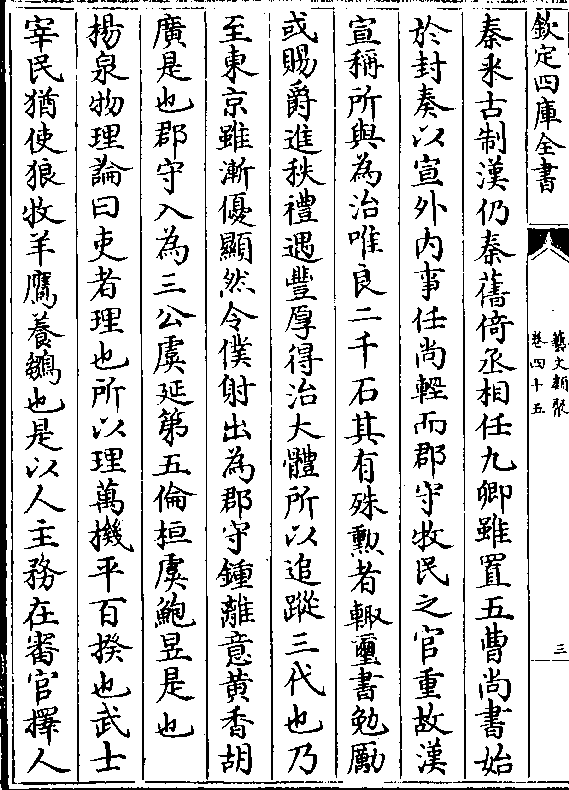 欽定四庫全書
藝文類聚
卷四十五
三
秦来古制漢仍秦舊倚丞相任九卿雖置五曹尚書始
於封奏以宣外内事任尚輕而郡守牧民之官重故漢
宣稱所與為治唯良二千石其有殊勲者輙璽書勉勵
或賜爵進秩禮遇豐厚得治大體所以追蹤三代也乃
至東京雖漸優顯然令僕射出為郡守鍾離意黄香胡
廣是也郡守入為三公虞延第五倫桓虞鮑昱是也
楊泉物理論曰吏者理也所以理萬機平百揆也武士
宰民猶使狼牧羊鷹養鶵也是以人主務在審官擇人